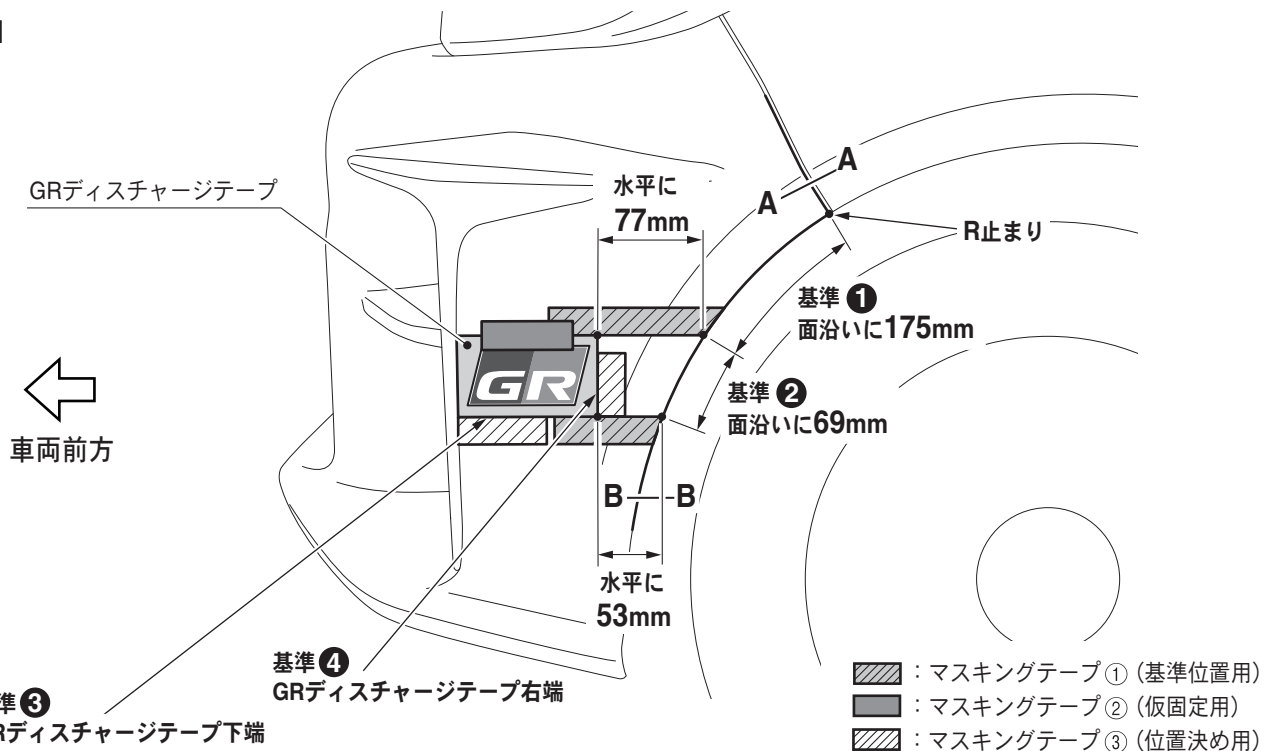 GRディスチャージテープ
水平に
77mm
A
A
R止まり
基準 ❶
面沿いに175mm
基準 ❷
面沿いに69mm
GR
車両前方
B
B
水平に
53mm
基準 ❹
GRディスチャージテープ右端
準 ❸
Rディスチャージテープ下端
：マスキングテープ① (基準位置用)
：マスキングテープ② (仮固定用)
：マスキングテープ③ (位置決め用)